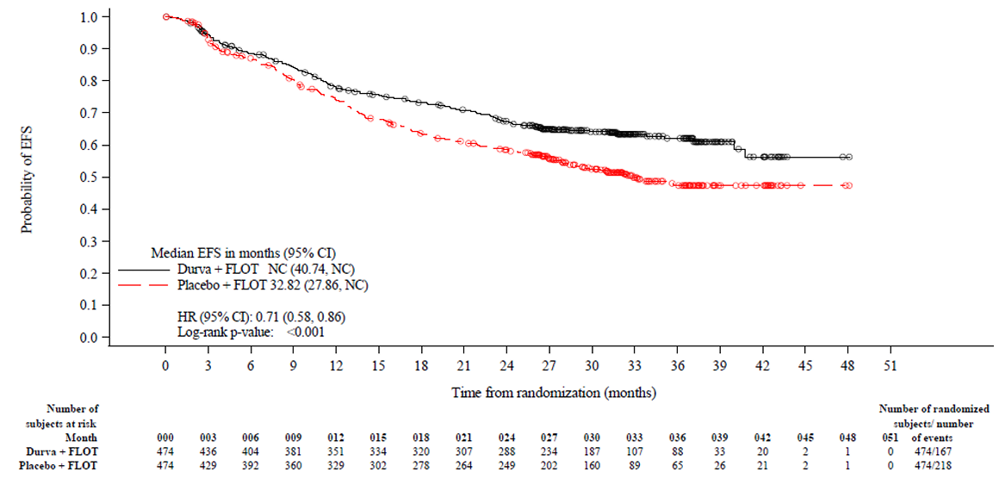 Probability of EFS
1.0
0.9
0.8
0.7
0.6
0.5
0.4
0.3
0.2
0.1
0.0
Median EFS in months (95% CI)
Durva + FLOT NC (40.74, NC)
Placebo + FLOT 32.82 (27.86, NC)
HR (95% CI): 0.71 (0.58, 0.86)
Log-rank p-value: <0.001
0 3 6 9 12 15 18 21 24 27 30 33 36 39 42 45 48 51
Time from randomization (months)
Number of
subjects at risk
Number of randomized
subjects/ number
of events
Month 000 003 006 009 012 015 018 021 024 027 030 033 036 039 042 045 048 051
Durva + FLOT 474 436 404 381 351 334 320 307 288 234 187 107 88 33 20 2 1 0 474/167
Placebo + FLOT 474 429 392 360 329 302 278 264 249 202 160 89 65 26 21 2 1 0 474/218